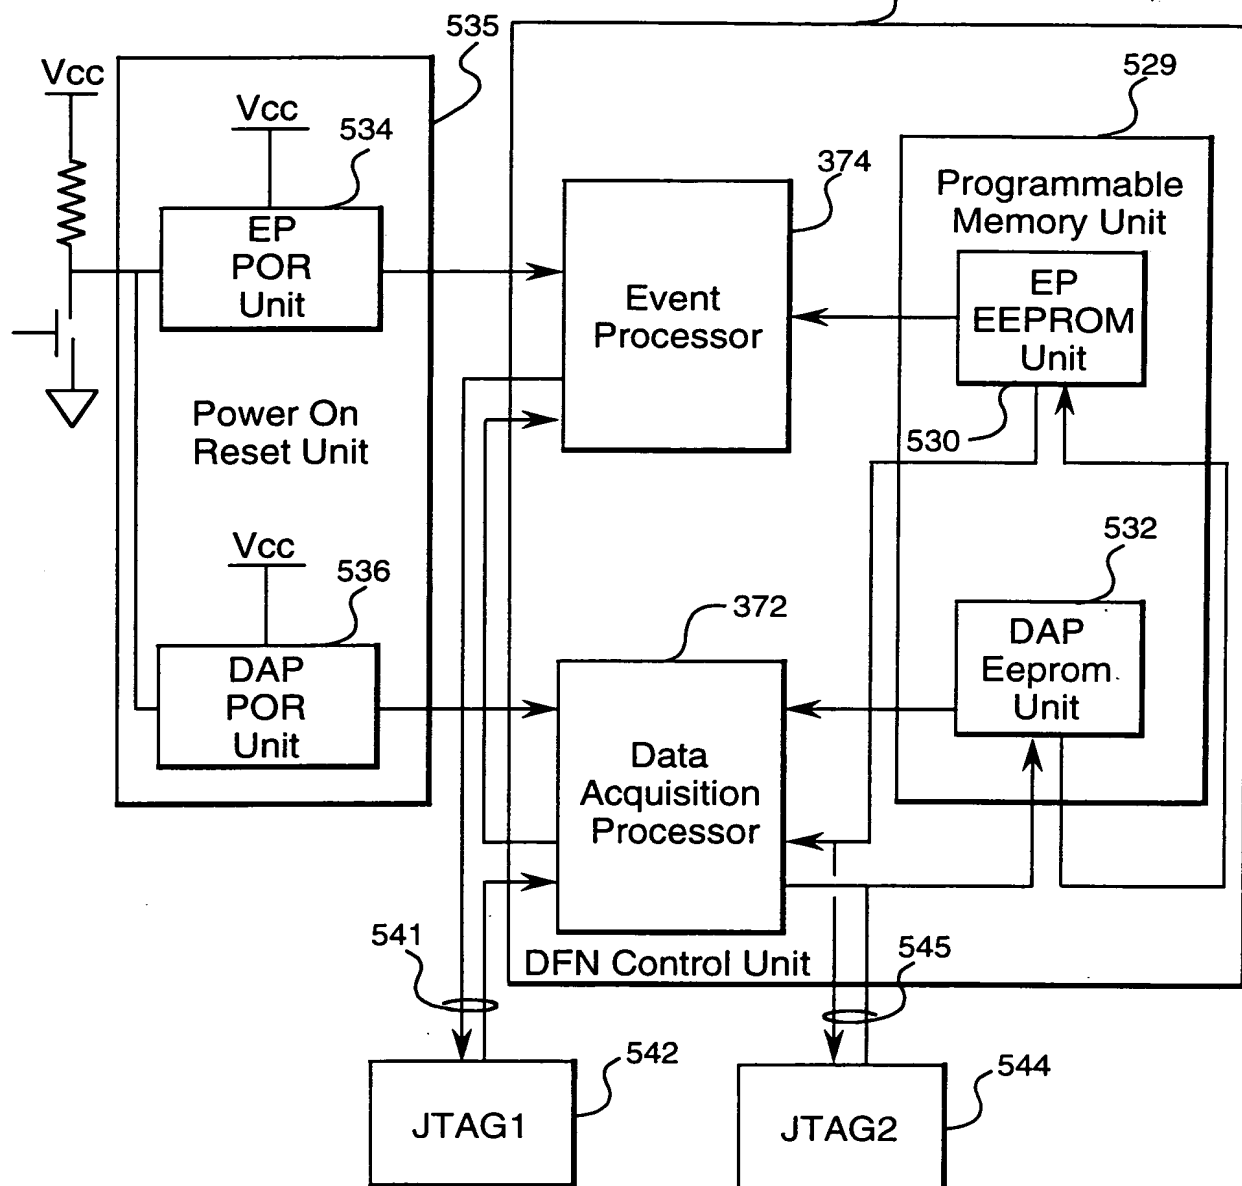 535
529
Vcc
Vcc
534
374
Programmable
Memory Unit
EP
POR
Unit
Event
Processor
EP
EEPROM
Unit
530
Power On
Reset Unit
Vcc
536
532
372
DAP
POR
Unit
DAP
Eeprom
Unit
Data
Acquisition
Processor
541
DFN Control Unit
545
542
544
JTAG1
JTAG2